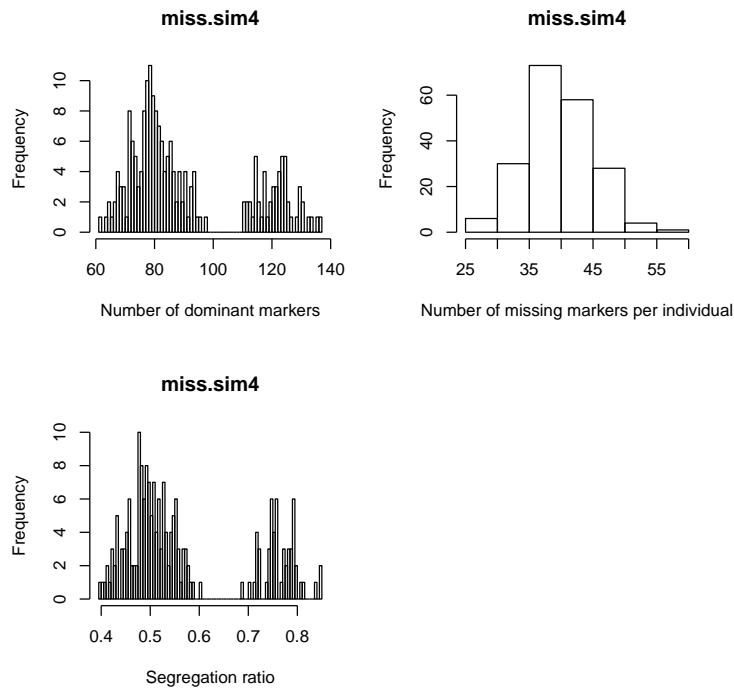 miss.sim4
Frequency
0 2 4 6 8 10
60 80 100 120 140
Number of dominant markers
miss.sim4
Frequency
0 20 40 60
25 35 45 55
Number of missing markers per individual
miss.sim4
Frequency
0 2 4 6 8 10
0.4 0.5 0.6 0.7 0.8
Segregation ratio